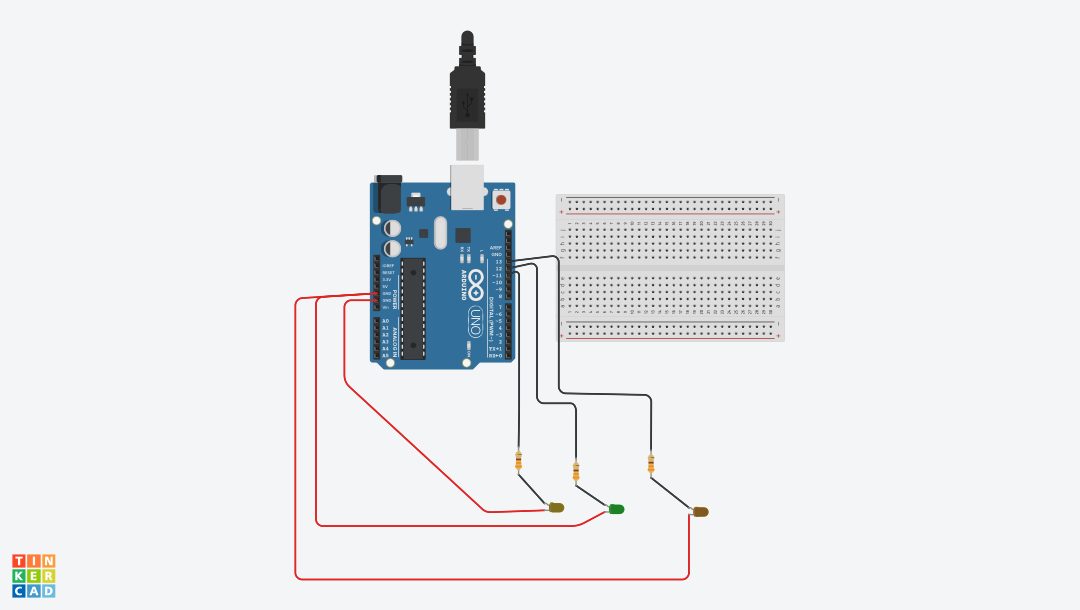 AREF
GND
13
12
~11
~10
~9
8
7
~6
~5
4
~3
2
TX→1
RX←0
DIGITAL (PWM~)
TX
RX
L
ON
ARDUINO
UNO
IOREF
RESET
3.3V
5V
GND
GND
Vin
POWER
A0
A1
A2
A3
A4
A5
ANALOG IN
TIN
KER
CAD